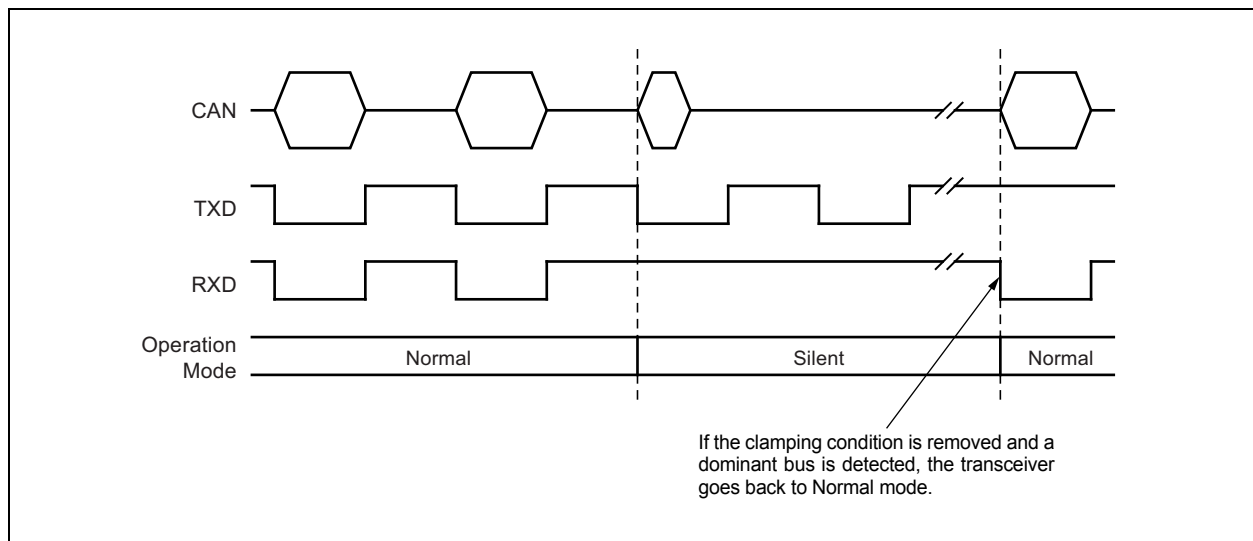 CAN
TXD
RXD
Operation
Mode
Normal
Silent
Normal
If the clamping condition is removed and a
dominant bus is detected, the transceiver
goes back to Normal mode.